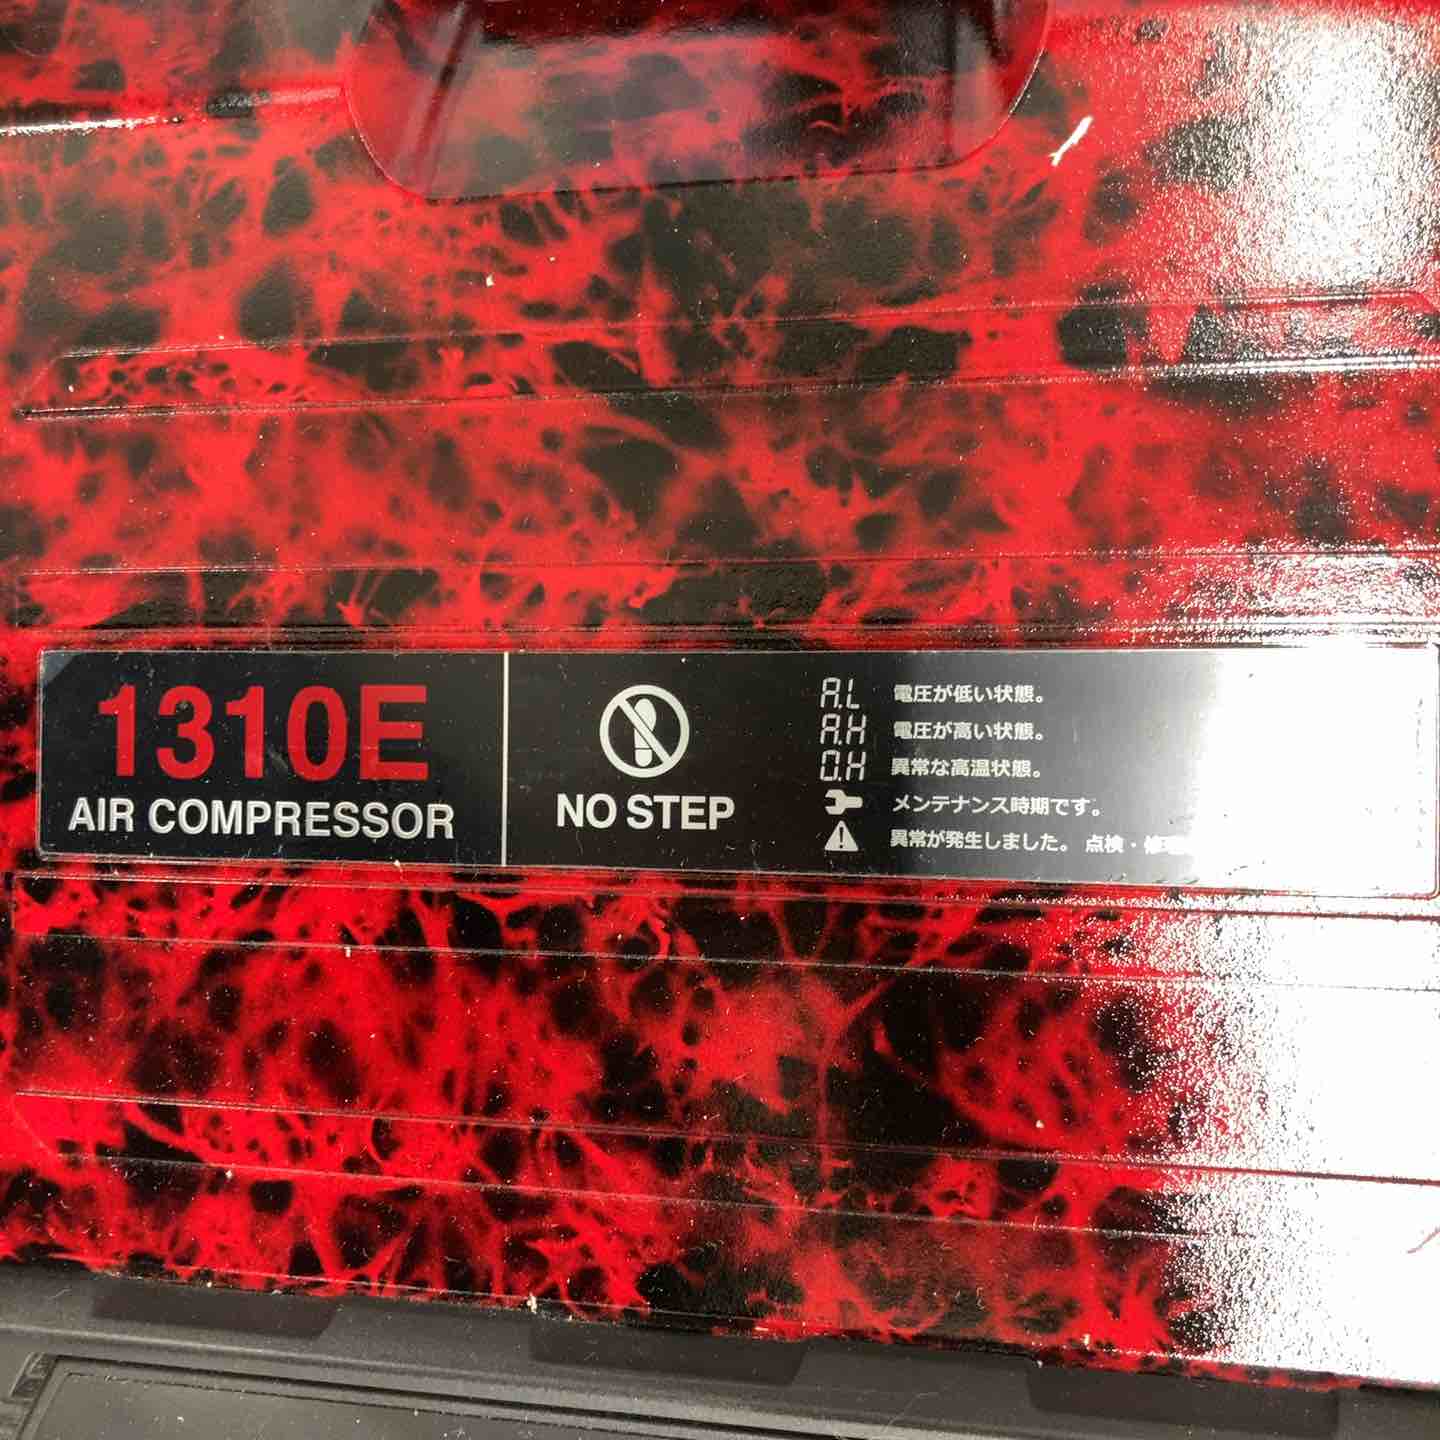 1310E
AIR COMPRESSOR
NO STEP
A.L 電圧が低い状態。
A.H 電圧が高い状態。
O.H 異常な高温状態。
メンテナンス時期です。
異常が発生しました。 点検・修理